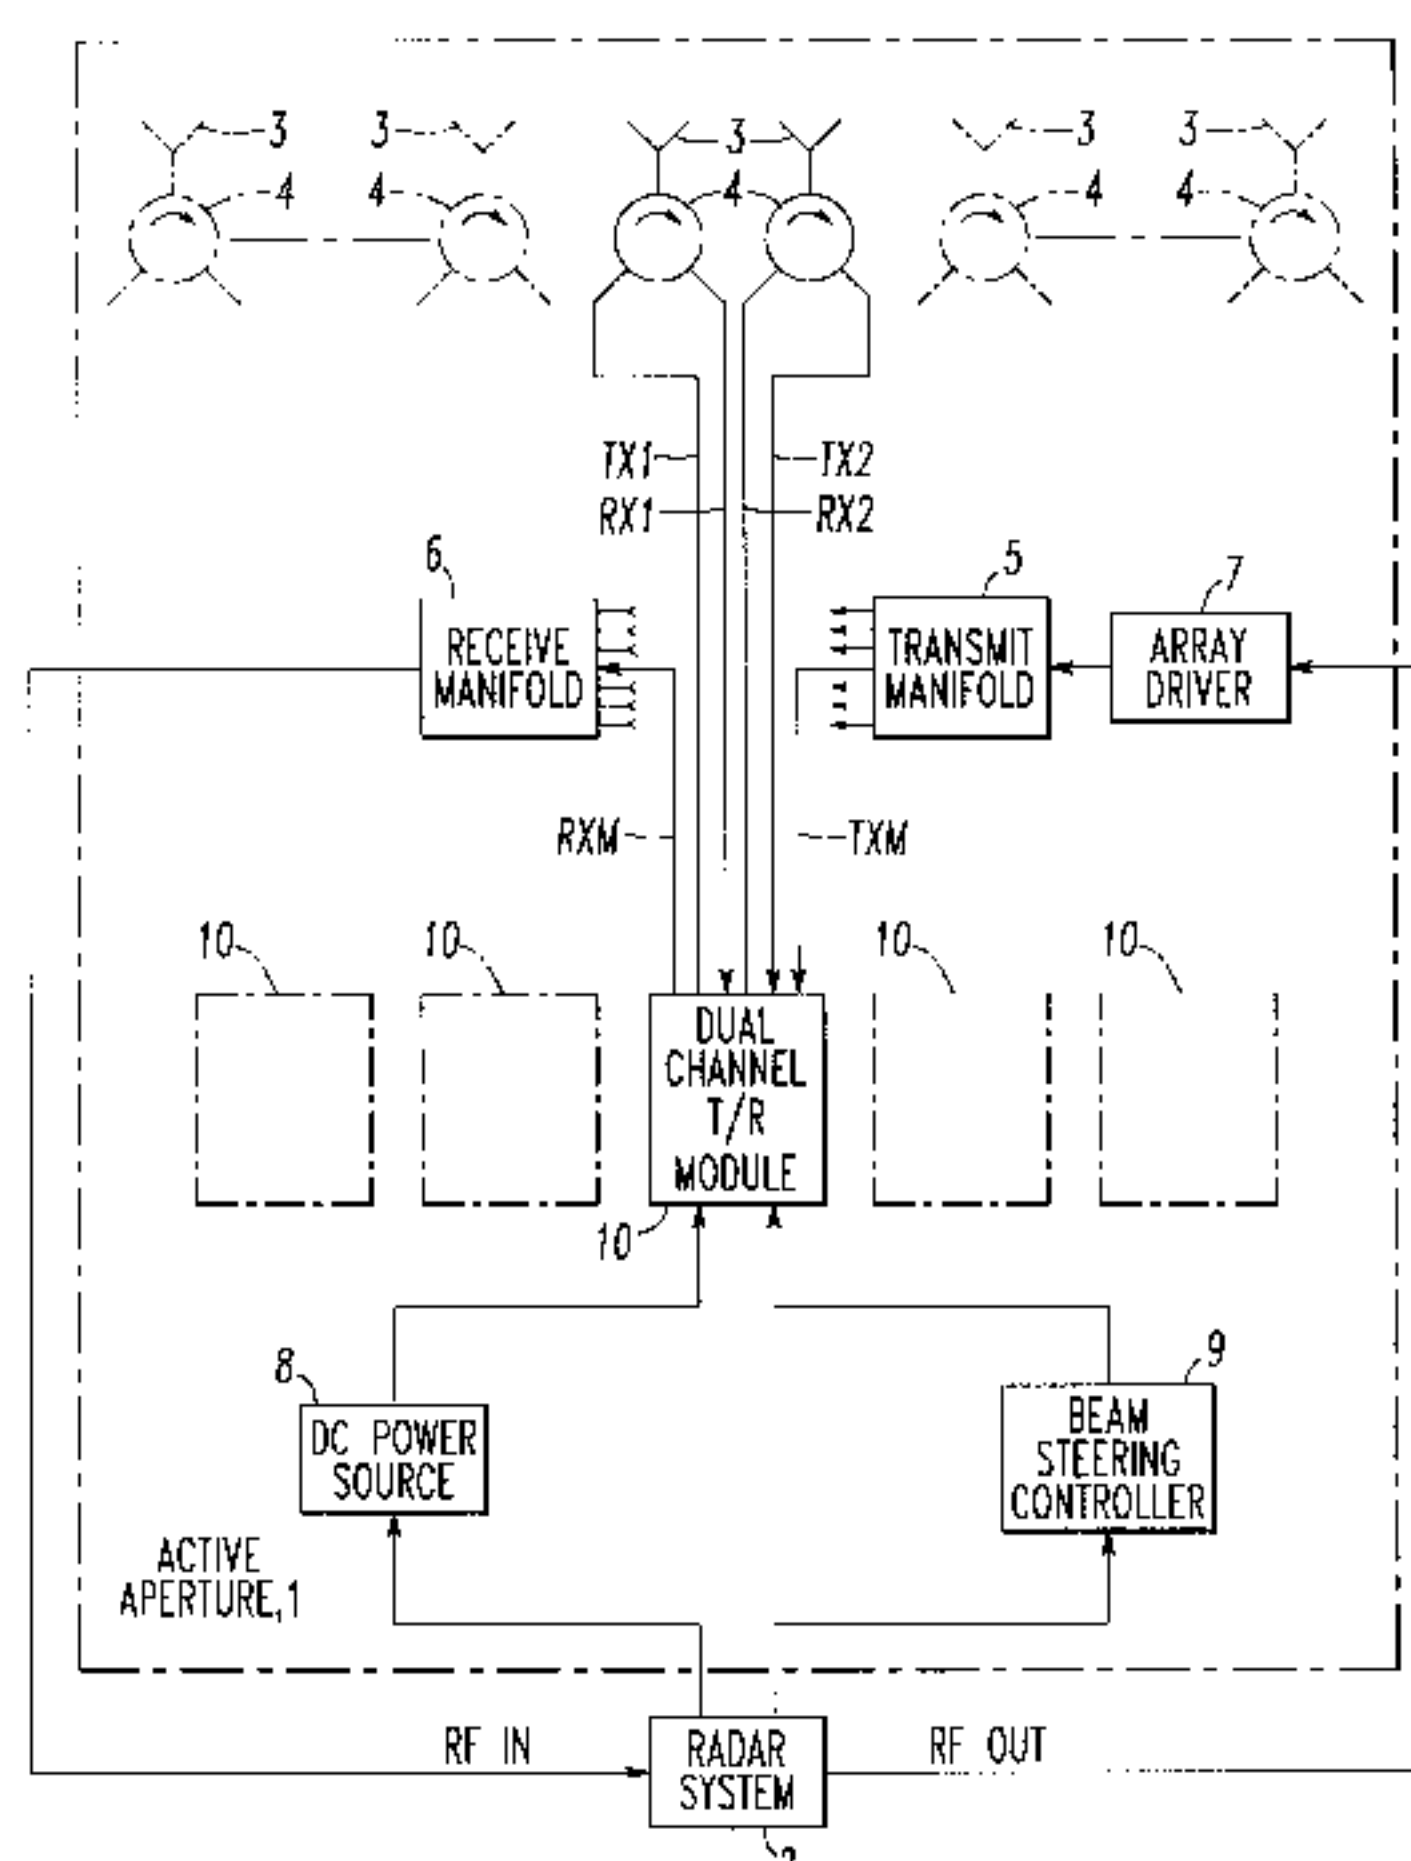 3 3 3 3 3
4 4 4 4 4
TX1 TX2
RX1 RX2
6 5 7
RECEIVE
MANIFOLD
TRANSMIT
MANIFOLD
ARRAY
DRIVER
RXM TXM
10 10 10 10
DUAL
CHANNEL
T/R
MODULE
10
8 9
DC POWER
SOURCE
BEAM
STEERING
CONTROLLER
ACTIVE
APERTURE,1
RF IN RF OUT
RADAR
SYSTEM